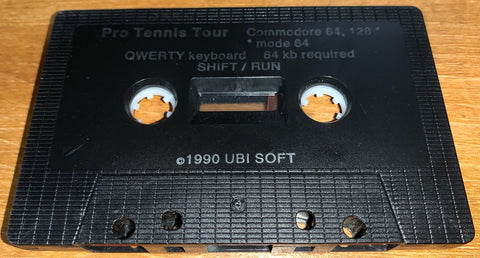 Pro Tennis Tour Commodore 64, 128 *
* mode 64
QWERTY keyboard 64 kb required
SHIFT / RUN
©1990 UBI SOFT